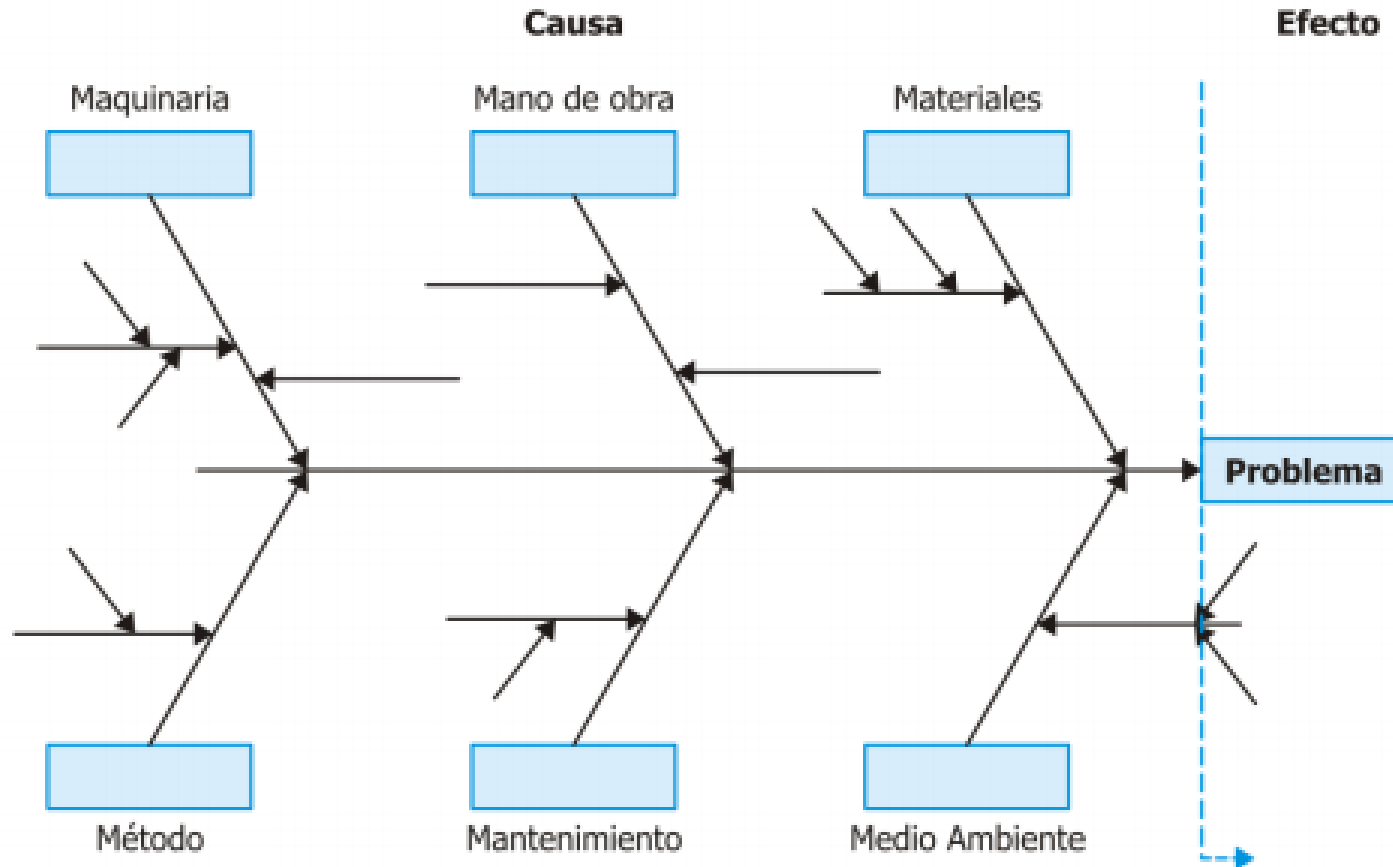 Causa
Efecto
Maquinaria
Mano de obra
Materiales
Problema
Método
Mantenimiento
Medio Ambiente